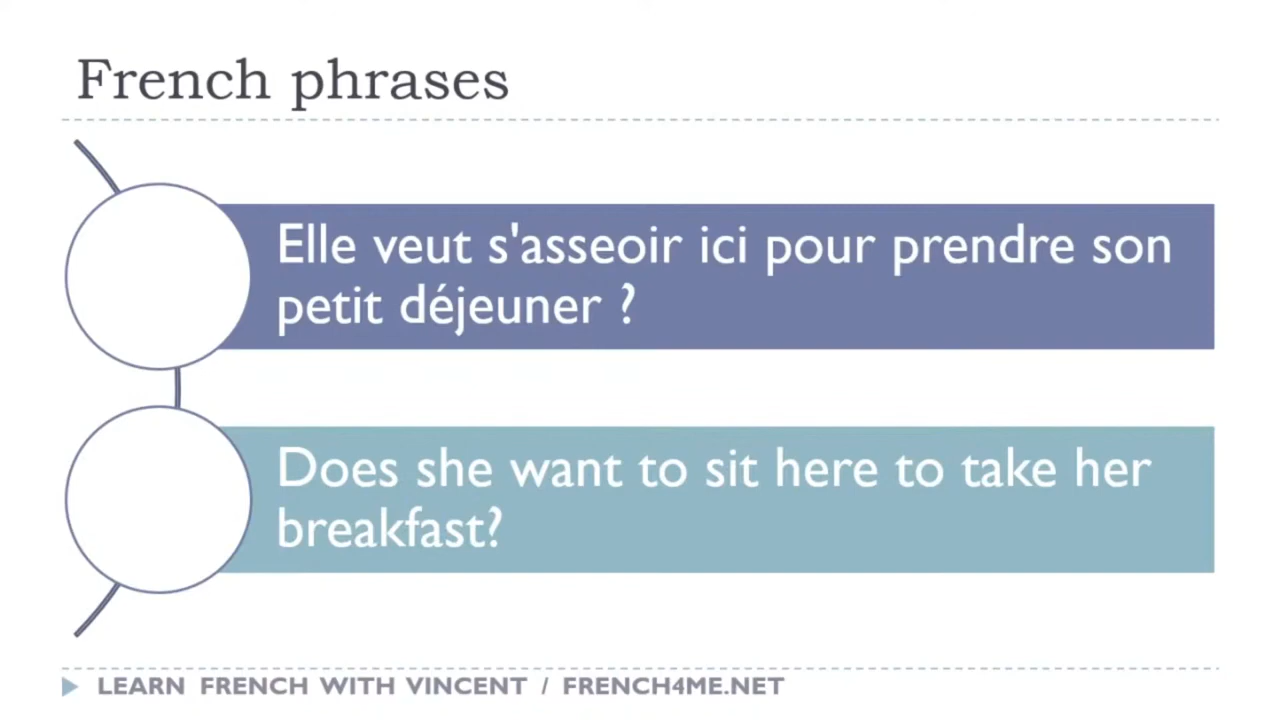 French phrases
Elle veut s'asseoir ici pour prendre son
petit déjeuner ?
Does she want to sit here to take her
breakfast?
LEARN FRENCH WITH VINCENT / FRENCH4ME.NET